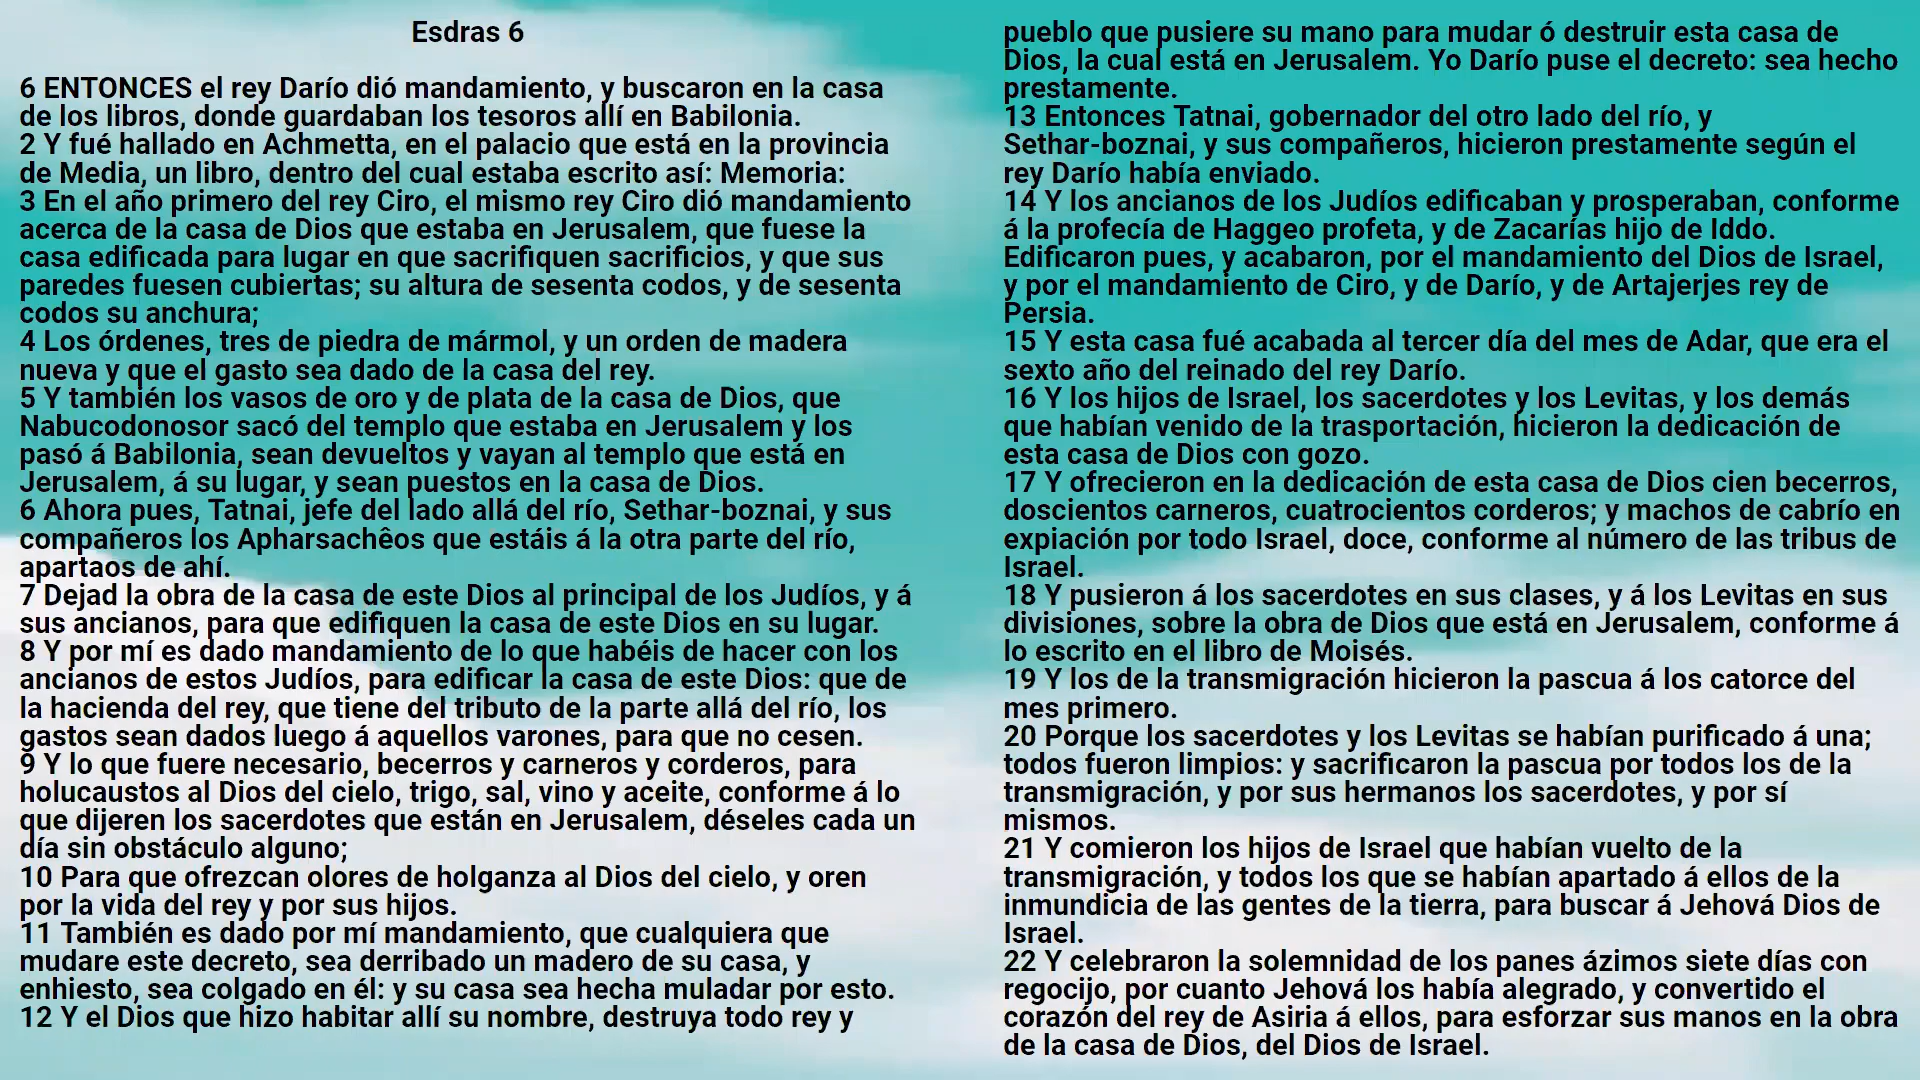 Esdras 6
6 ENTONCES el rey Darío dió mandamiento, y buscaron en la casa
de los libros, donde guardaban los tesoros allí en Babilonia.
2 Y fué hallado en Achmetta, en el palacio que está en la provincia
de Media, un libro, dentro del cual estaba escrito así: Memoria:
3 En el año primero del rey Ciro, el mismo rey Ciro dió mandamiento
acerca de la casa de Dios que estaba en Jerusalem, que fuese la
casa edificada para lugar en que sacrifiquen sacrificios, y que sus
paredes fuesen cubiertas; su altura de sesenta codos, y de sesenta
codos su anchura;
4 Los órdenes, tres de piedra de mármol, y un orden de madera
nueva y que el gasto sea dado de la casa del rey.
5 Y también los vasos de oro y de plata de la casa de Dios, que
Nabucodonosor sacó del templo que estaba en Jerusalem y los
pasó á Babilonia, sean devueltos y vayan al templo que está en
Jerusalem, á su lugar, y sean puestos en la casa de Dios.
6 Ahora pues, Tatnai, jefe del lado allá del río, Sethar-boznai, y sus
compañeros los Apharsachêos que estáis á la otra parte del río,
apartaos de ahí.
7 Dejad la obra de la casa de este Dios al principal de los Judíos, y á
sus ancianos, para que edifiquen la casa de este Dios en su lugar.
8 Y por mí es dado mandamiento de lo que habéis de hacer con los
ancianos de estos Judíos, para edificar la casa de este Dios: que de
la hacienda del rey, que tiene del tributo de la parte allá del río, los
gastos sean dados luego á aquellos varones, para que no cesen.
9 Y lo que fuere necesario, becerros y carneros y corderos, para
holucaustos al Dios del cielo, trigo, sal, vino y aceite, conforme á lo
que dijeren los sacerdotes que están en Jerusalem, déseles cada un
día sin obstáculo alguno;
10 Para que ofrezcan olores de holganza al Dios del cielo, y oren
por la vida del rey y por sus hijos.
11 También es dado por mí mandamiento, que cualquiera que
mudare este decreto, sea derribado un madero de su casa, y
enhiesto, sea colgado en él: y su casa sea hecha muladar por esto.
12 Y el Dios que hizo habitar allí su nombre, destruya todo rey y
pueblo que pusiere su mano para mudar ó destruir esta casa de
Dios, la cual está en Jerusalem. Yo Darío puse el decreto: sea hecho
prestamente.
13 Entonces Tatnai, gobernador del otro lado del río, y
Sethar-boznai, y sus compañeros, hicieron prestamente según el
rey Darío había enviado.
14 Y los ancianos de los Judíos edificaban y prosperaban, conforme
á la profecía de Haggeo profeta, y de Zacarías hijo de Iddo.
Edificaron pues, y acabaron, por el mandamiento del Dios de Israel,
y por el mandamiento de Ciro, y de Darío, y de Artajerjes rey de
Persia.
15 Y esta casa fué acabada al tercer día del mes de Adar, que era el
sexto año del reinado del rey Darío.
16 Y los hijos de Israel, los sacerdotes y los Levitas, y los demás
que habían venido de la trasportación, hicieron la dedicación de
esta casa de Dios con gozo.
17 Y ofrecieron en la dedicación de esta casa de Dios cien becerros,
doscientos carneros, cuatrocientos corderos; y machos de cabrío en
expiación por todo Israel, doce, conforme al número de las tribus de
Israel.
18 Y pusieron á los sacerdotes en sus clases, y á los Levitas en sus
divisiones, sobre la obra de Dios que está en Jerusalem, conforme á
lo escrito en el libro de Moisés.
19 Y los de la transmigración hicieron la pascua á los catorce del
mes primero.
20 Porque los sacerdotes y los Levitas se habían purificado á una;
todos fueron limpios: y sacrificaron la pascua por todos los de la
transmigración, y por sus hermanos los sacerdotes, y por sí
mismos.
21 Y comieron los hijos de Israel que habían vuelto de la
transmigración, y todos los que se habían apartado á ellos de la
inmundicia de las gentes de la tierra, para buscar á Jehová Dios de
Israel.
22 Y celebraron la solemnidad de los panes ázimos siete días con
regocijo, por cuanto Jehová los había alegrado, y convertido el
corazón del rey de Asiria á ellos, para esforzar sus manos en la obra
de la casa de Dios, del Dios de Israel.